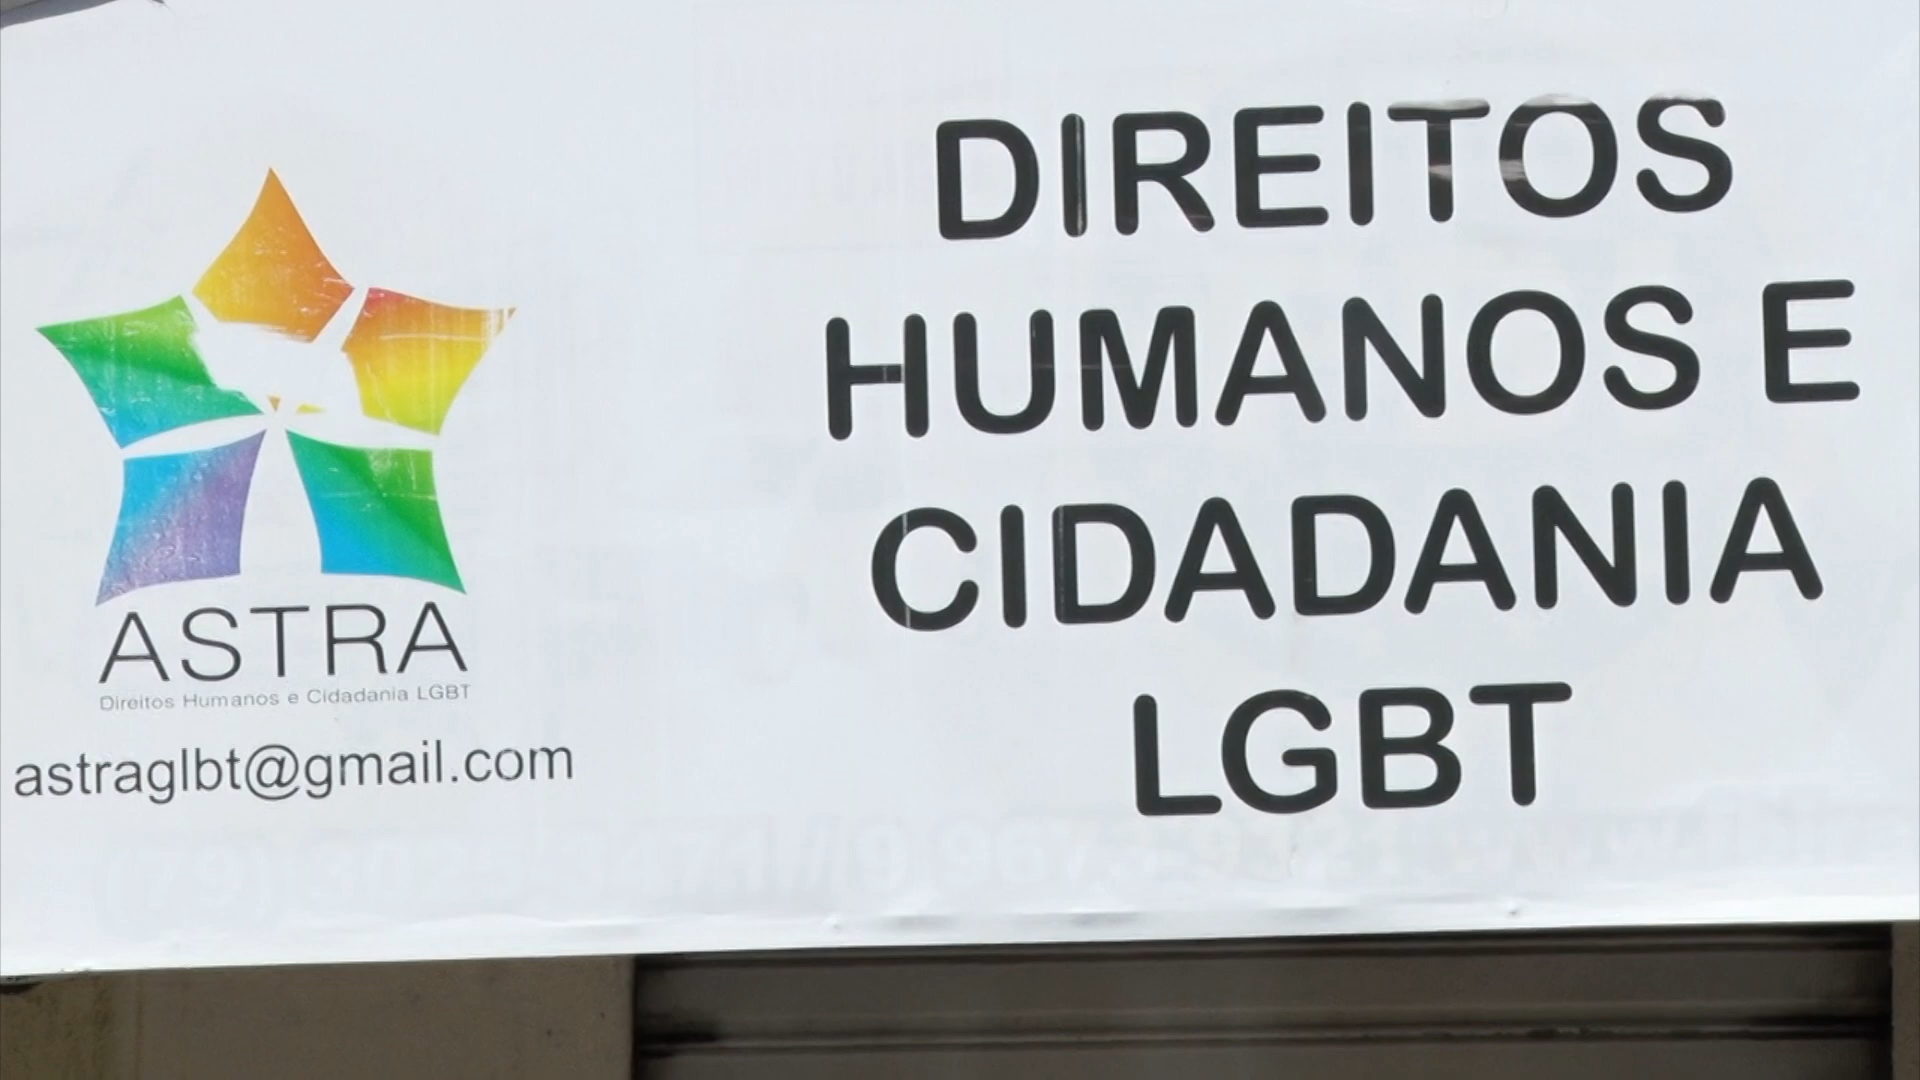 ASTRA
Direitos Humanos e Cidadania LGBT
astraglbt@gmail.com
DIREITOS
HUMANOS E
CIDADANIA
LGBT